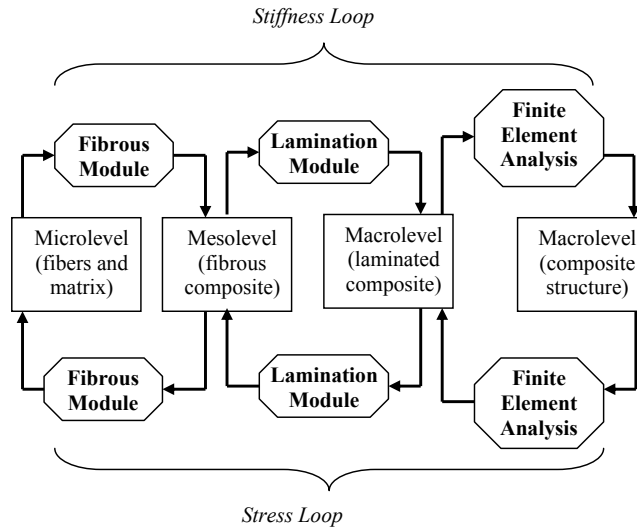 Stiffness Loop
Fibrous
Module
Lamination
Module
Finite
Element
Analysis
Microlevel
(fibers and
matrix)
Mesolevel
(fibrous
composite)
Macrolevel
(laminated
composite)
Macrolevel
(composite
structure)
Fibrous
Module
Lamination
Module
Finite
Element
Analysis
Stress Loop